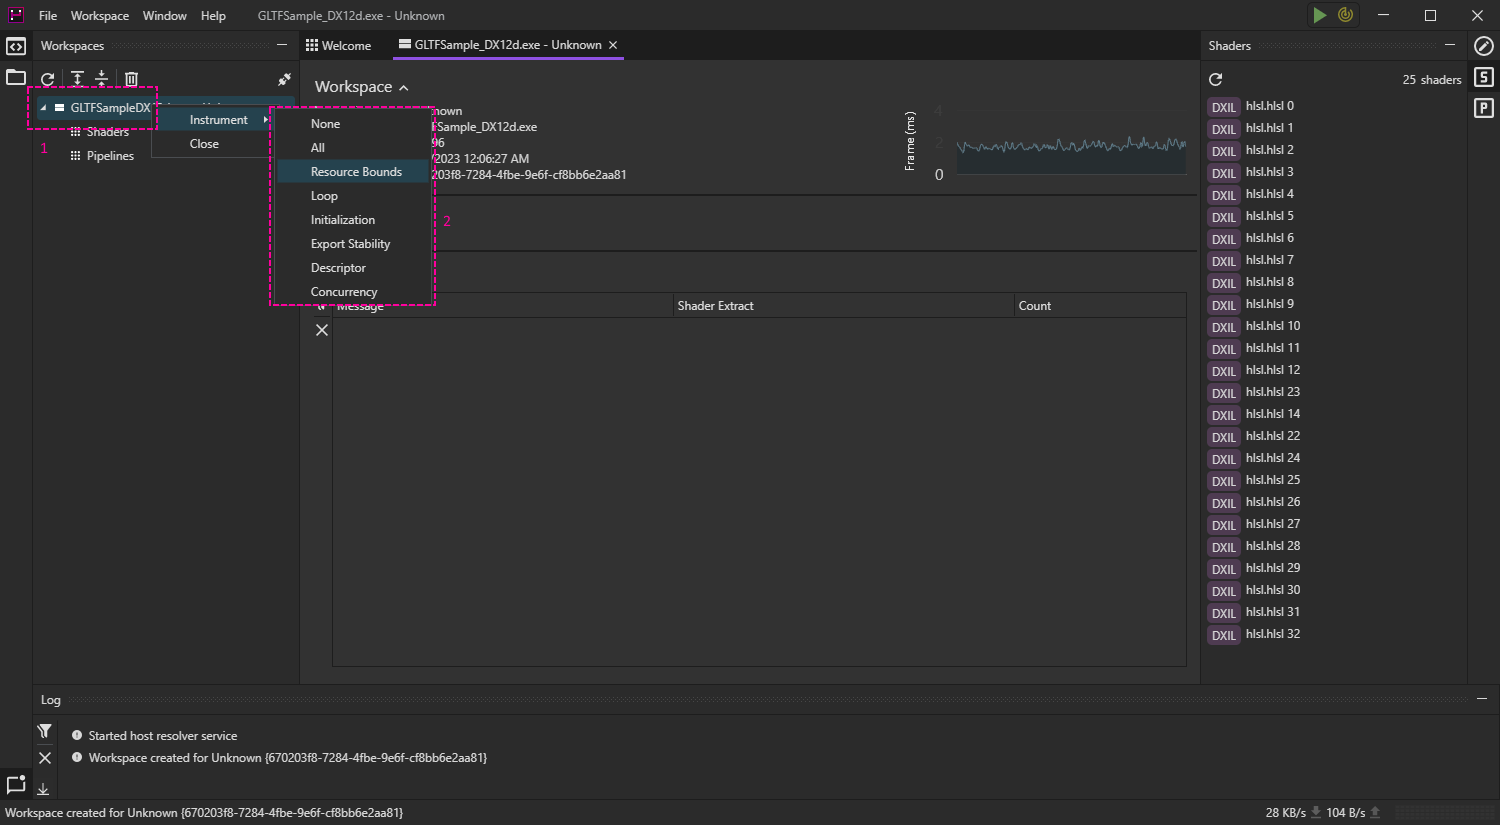 File Workspace Window Help GLTFSample_DX12d.exe - Unknown
Workspaces
Welcome
GLTFSample_DX12d.exe - Unknown
Shaders
25 shaders
GLTFSampleDX
Shaders
Pipelines
1
Instrument
Close
None
All
Resource Bounds
Loop
Initialization
Export Stability
Descriptor
Concurrency
2
Workspace
nown
Sample_DX12d.exe
96
/2023 12:06:27 AM
203f8-7284-4fbe-9e6f-cf8bb6e2aa81
Frame (ms)
4
2
0
Message Shader Extract Count
DXIL hlsl.hlsl 0
DXIL hlsl.hlsl 1
DXIL hlsl.hlsl 2
DXIL hlsl.hlsl 3
DXIL hlsl.hlsl 4
DXIL hlsl.hlsl 5
DXIL hlsl.hlsl 6
DXIL hlsl.hlsl 7
DXIL hlsl.hlsl 8
DXIL hlsl.hlsl 9
DXIL hlsl.hlsl 10
DXIL hlsl.hlsl 11
DXIL hlsl.hlsl 12
DXIL hlsl.hlsl 23
DXIL hlsl.hlsl 14
DXIL hlsl.hlsl 22
DXIL hlsl.hlsl 24
DXIL hlsl.hlsl 25
DXIL hlsl.hlsl 26
DXIL hlsl.hlsl 27
DXIL hlsl.hlsl 28
DXIL hlsl.hlsl 29
DXIL hlsl.hlsl 30
DXIL hlsl.hlsl 31
DXIL hlsl.hlsl 32
S
P
Log
Started host resolver service
Workspace created for Unknown {670203f8-7284-4fbe-9e6f-cf8bb6e2aa81}
Workspace created for Unknown {670203f8-7284-4fbe-9e6f-cf8bb6e2aa81}
28 KB/s 104 B/s